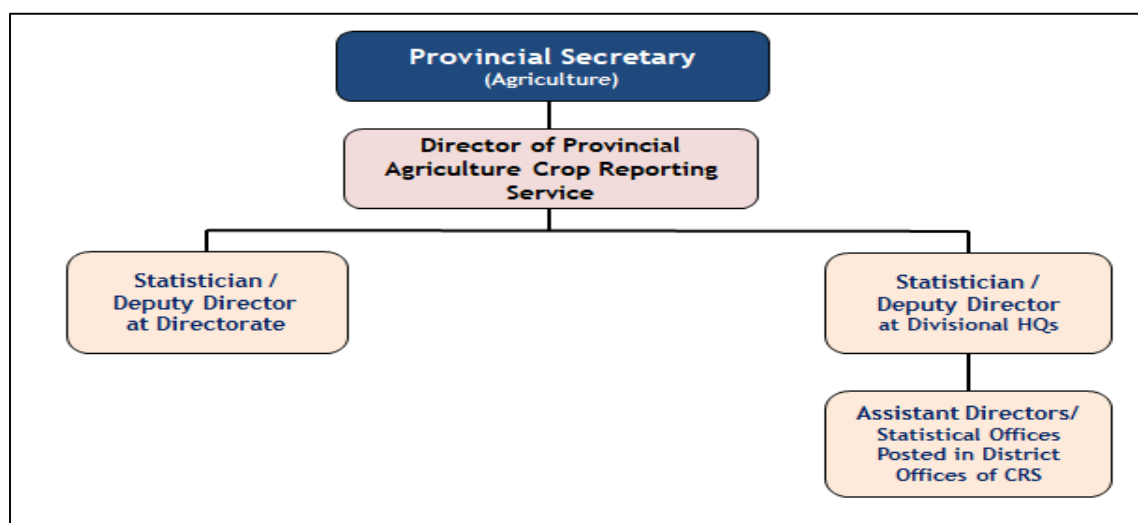 Provincial Secretary
(Agriculture)
Director of Provincial
Agriculture Crop Reporting
Service
Statistician /
Deputy Director
at Directorate
Statistician /
Deputy Director
at Divisional HQs
Assistant Directors/
Statistical Offices
Posted in District
Offices of CRS